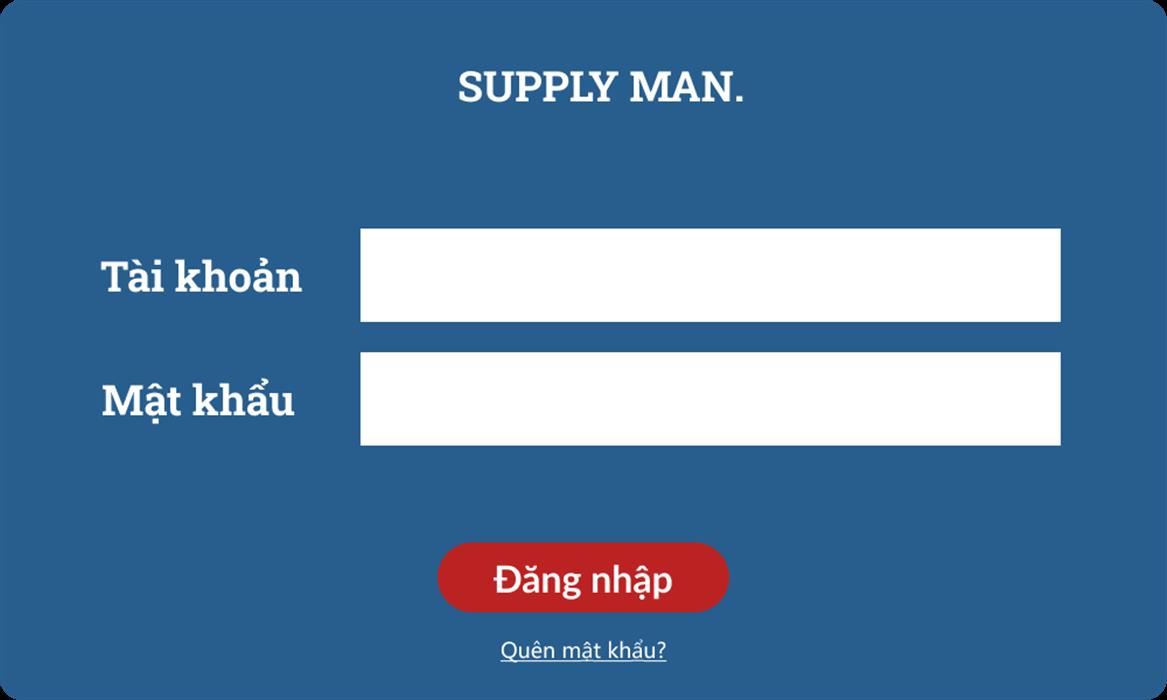 SUPPLY MAN.
Tài khoản
Mật khẩu
Đăng nhập
Quên mật khẩu?